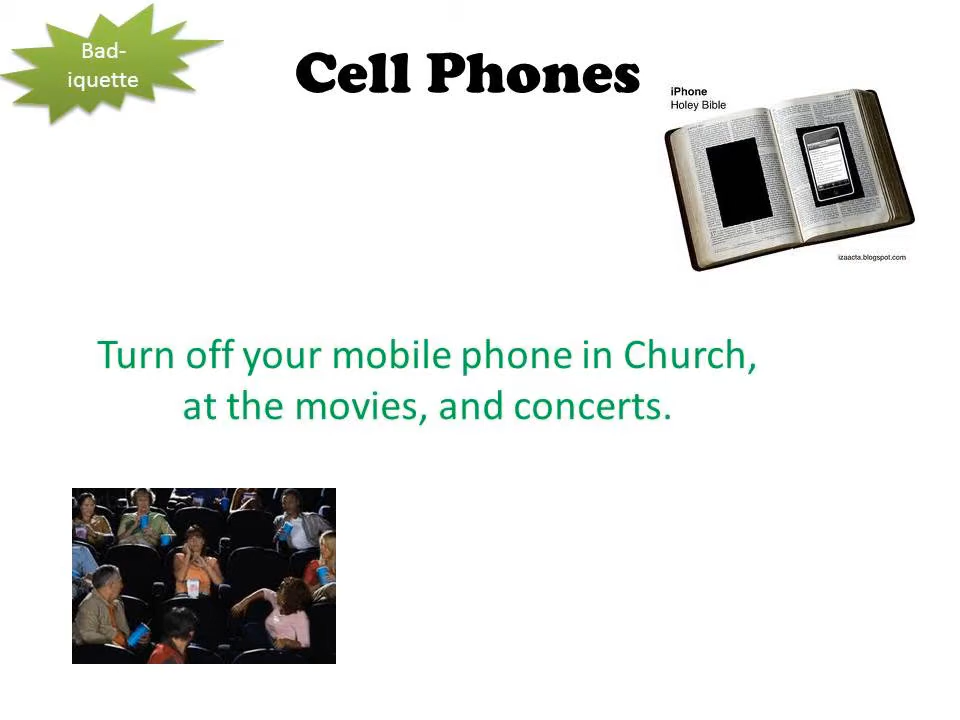 Bad-
iquette
Cell Phones
iPhone
Holey Bible
izaacta.blogspot.com
Turn off your mobile phone in Church,
at the movies, and concerts.